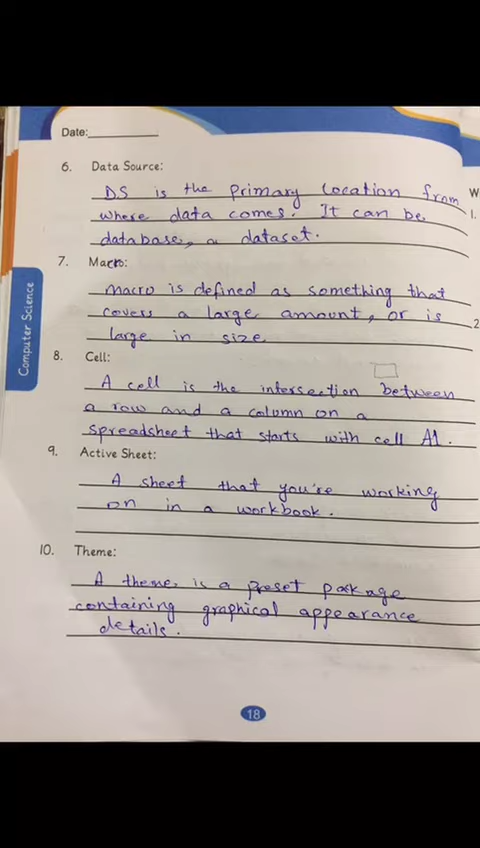 Date:
6. Data Source:
DS is the primary location from
where data comes. It can be
database, a dataset.
7. Macro:
Macro is defined as something that
covers a large amount, or is
large in size.
8. Cell:
A cell is the intersection between
a row and a column on a
spreadsheet that starts with cell A1.
9. Active Sheet:
A sheet that you're working
on in a workbook.
10. Theme:
A theme is a preset package
containing graphical appearance
details.
18
Computer Science
W
1.
2